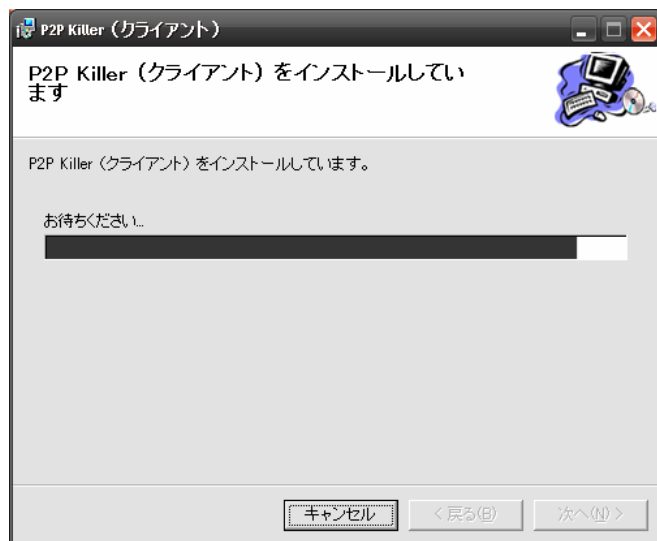 P2P Killer（クライアント）
P2P Killer（クライアント）をインストールしてい
ます
P2P Killer（クライアント）をインストールしています。
お待ちください...
キャンセル
< 戻る(B)
次へ(N) >